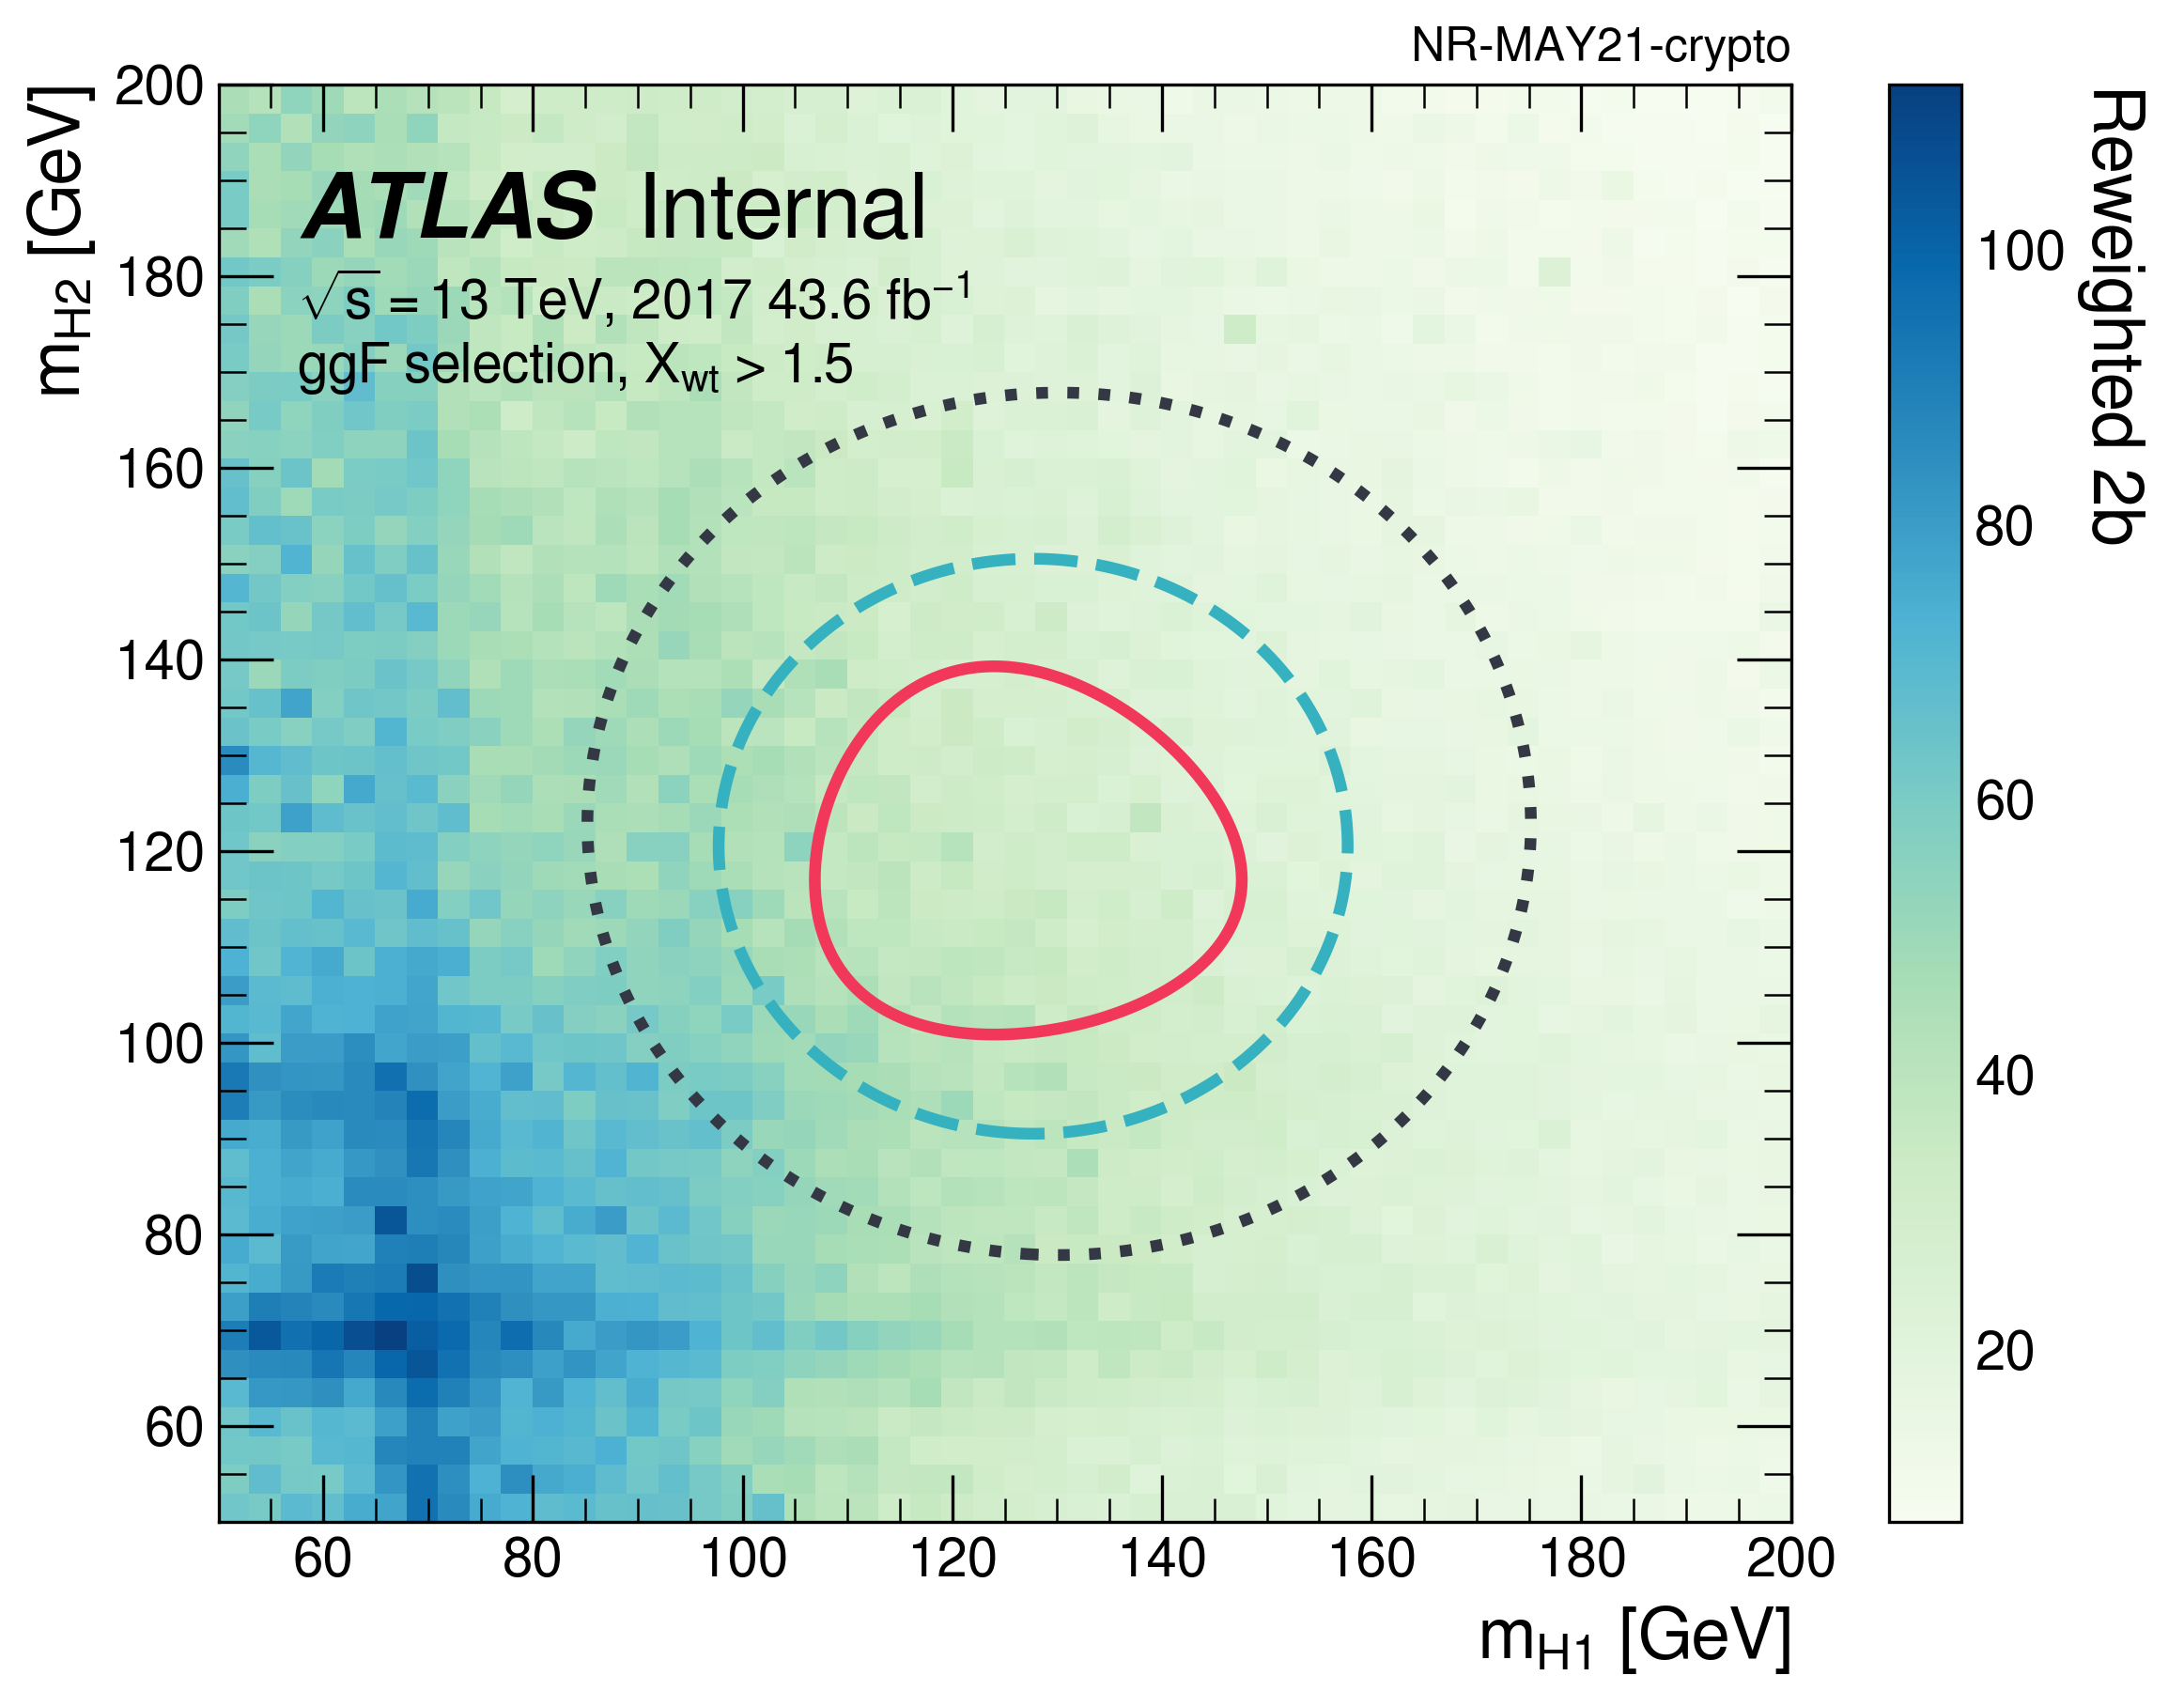 NR-MAY21-crypto
m_H2 [GeV]
200
180
160
140
120
100
80
60
ATLAS Internal
√s = 13 TeV, 2017 43.6 fb⁻¹
ggF selection, X_wt > 1.5
60 80 100 120 140 160 180 200
m_H1 [GeV]
100
80
60
40
20
Reweighted 2b